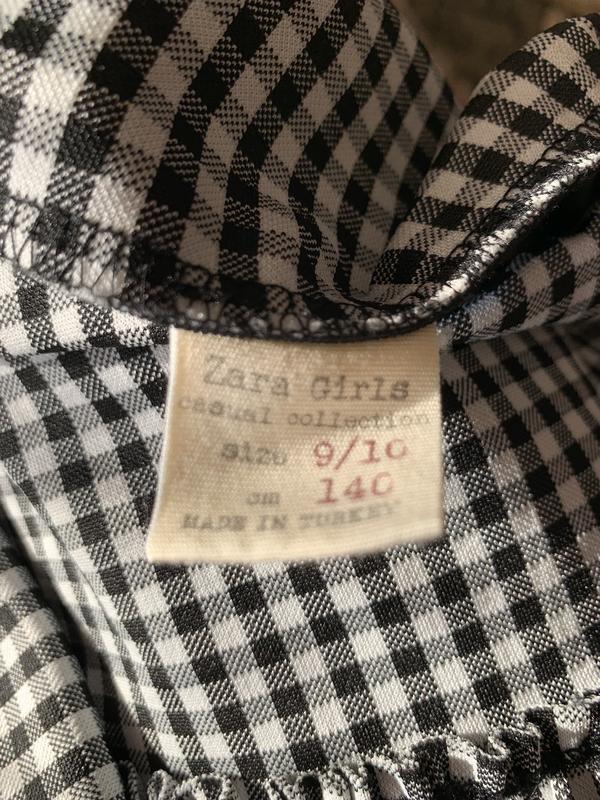 Zara Girls
casual collection
size 9/10
cm 140
MADE IN TURKEY